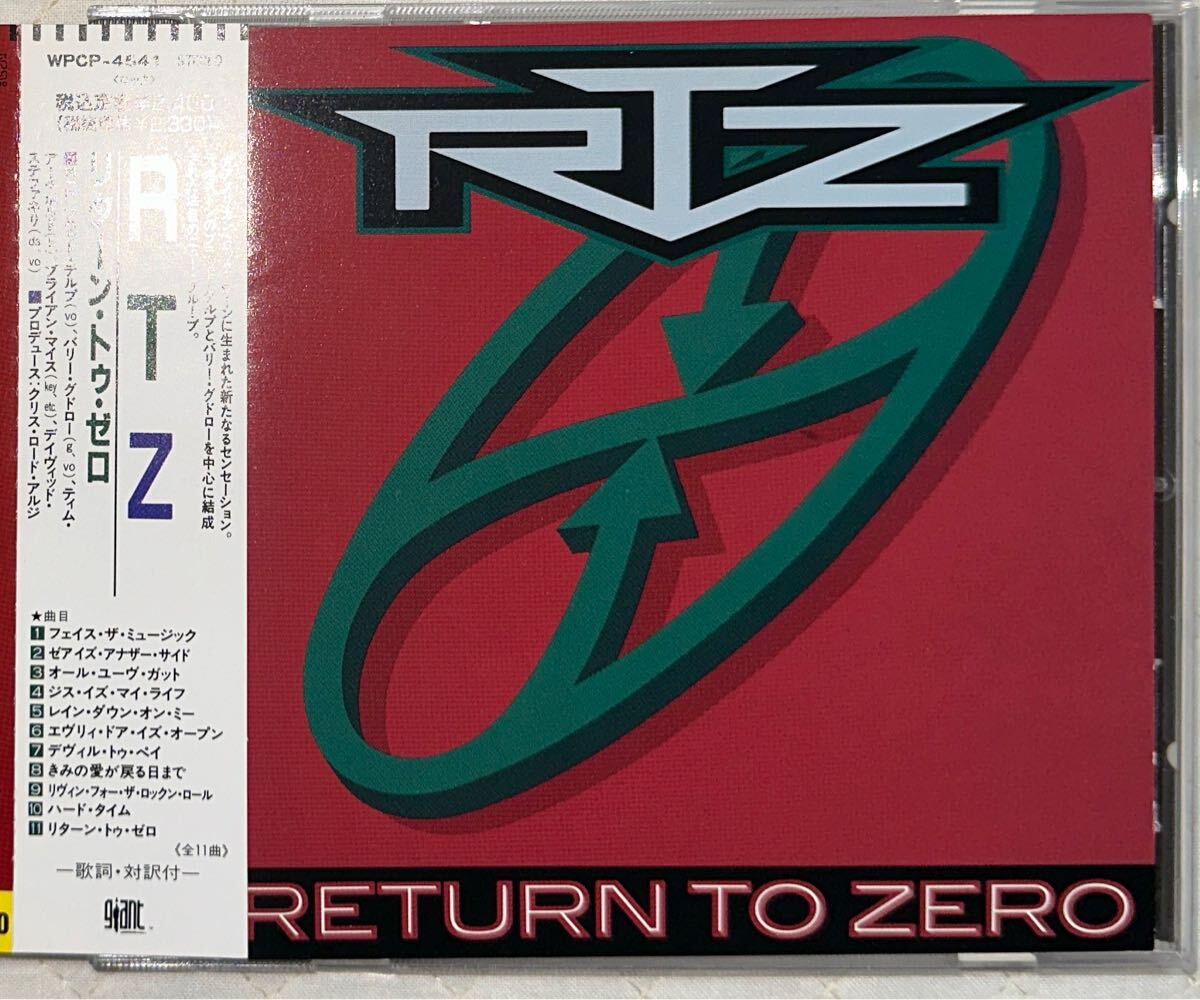 WPCP-4541 STEREO
R T Z
RTZ
ンに生まれた新たなるセンセーション。
ルプとバリー・グドローを中心に結成
ループ。
ン・トゥ・ゼロ
デルプ(vo)、バリー・グドロー(g、vo)、ティム・
ブライアン・マイス(key、etc)、デイヴィッド・
ステファネリ(ds、vo) ■プロデュース:クリス・ロード・アルジ
★曲目
1 フェイス・ザ・ミュージック
2 ゼアイズ・アナザー・サイド
3 オール・ユーヴ・ガット
4 ジス・イズ・マイ・ライフ
5 レイン・ダウン・オン・ミー
6 エヴリィ・ドア・イズ・オープン
7 デヴィル・トゥ・ペイ
8 きみの愛が戻る日まで
9 リヴィン・フォー・ザ・ロックン・ロール
10 ハード・タイム
11 リターン・トゥ・ゼロ
《全11曲》
—歌詞・対訳付—
giant
RETURN TO ZERO